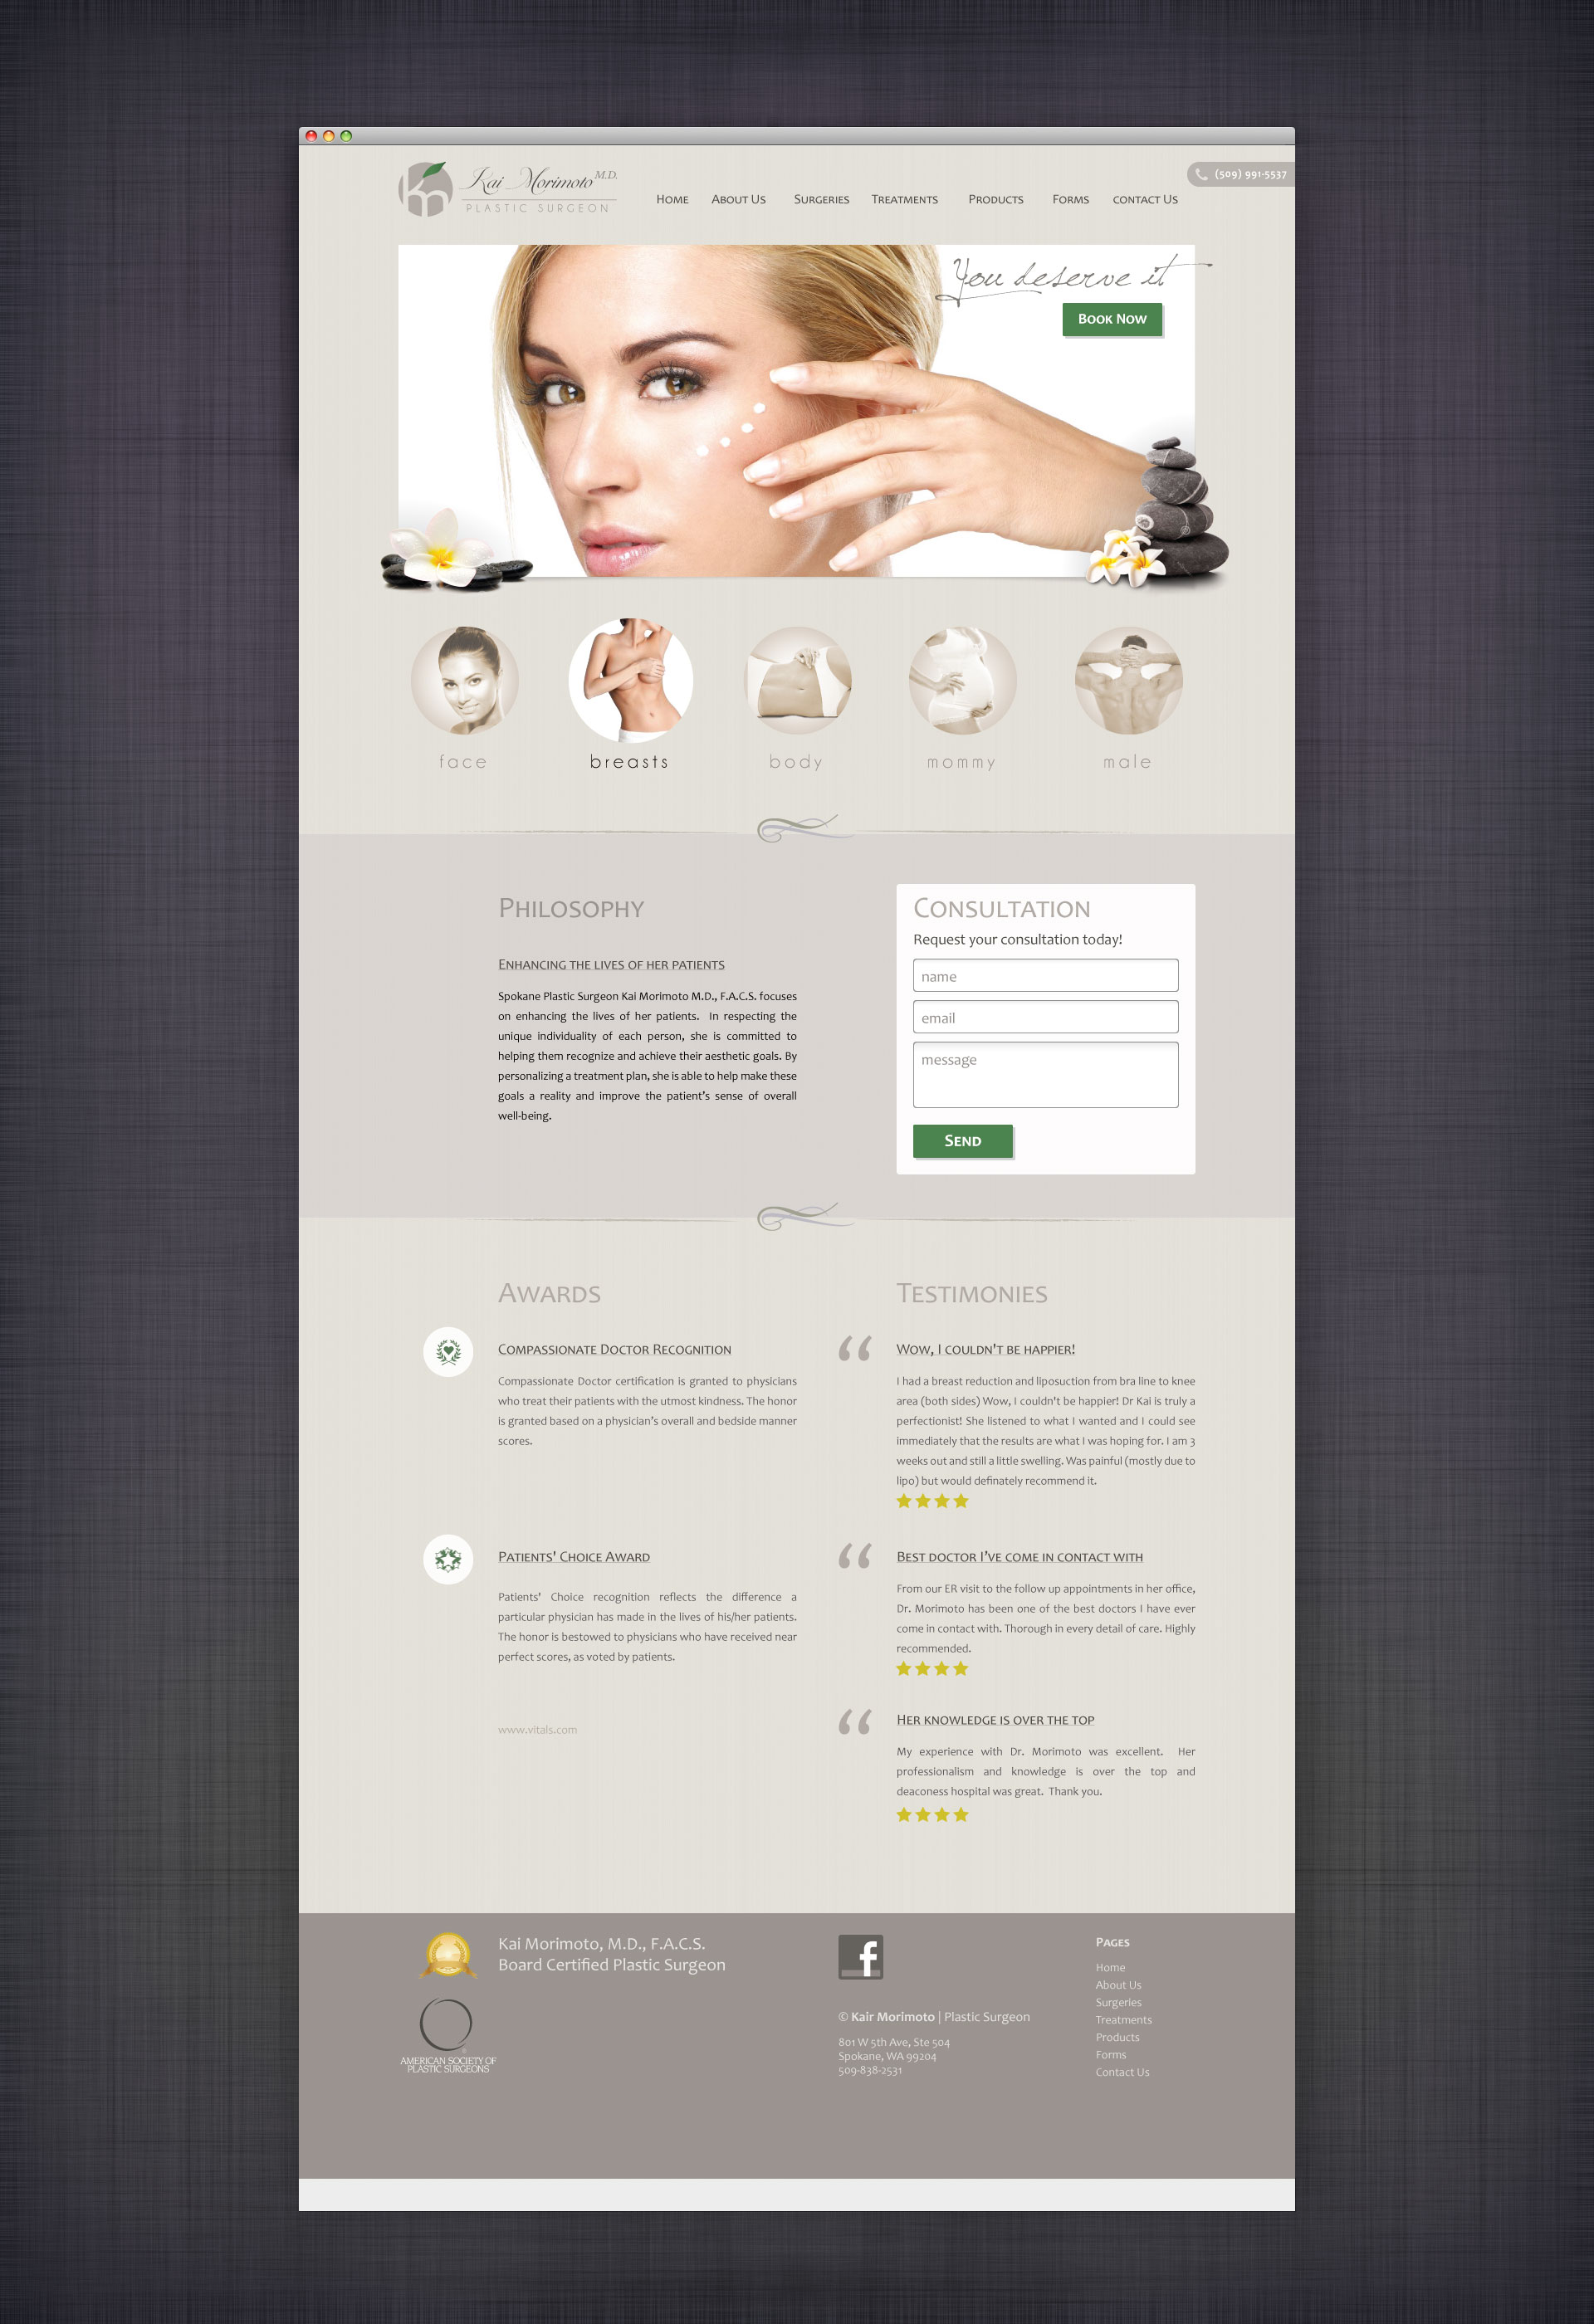 Kai Morimoto M.D.
PLASTIC SURGEON
(509) 991-5537
Home About Us Surgeries Treatments Products Forms contact Us
You deserve it
Book Now
face breasts body mommy male
Philosophy
Enhancing the lives of her patients
Spokane Plastic Surgeon Kai Morimoto M.D., F.A.C.S. focuses
on enhancing the lives of her patients. In respecting the
unique individuality of each person, she is committed to
helping them recognize and achieve their aesthetic goals. By
personalizing a treatment plan, she is able to help make these
goals a reality and improve the patient's sense of overall
well-being.
Consultation
Request your consultation today!
name
email
message
Send
Awards
Compassionate Doctor Recognition
Compassionate Doctor certification is granted to physicians
who treat their patients with the utmost kindness. The honor
is granted based on a physician's overall and bedside manner
scores.
Patients' Choice Award
Patients' Choice recognition reflects the difference a
particular physician has made in the lives of his/her patients.
The honor is bestowed to physicians who have received near
perfect scores, as voted by patients.
www.vitals.com
Testimonies
Wow, I couldn't be happier!
I had a breast reduction and liposuction from bra line to knee
area (both sides) Wow, I couldn't be happier! Dr Kai is truly a
perfectionist! She listened to what I wanted and I could see
immediately that the results are what I was hoping for. I am 3
weeks out and still a little swelling. Was painful (mostly due to
lipo) but would definately recommend it.
Best doctor I've come in contact with
From our ER visit to the follow up appointments in her office,
Dr. Morimoto has been one of the best doctors I have ever
come in contact with. Thorough in every detail of care. Highly
recommended.
Her knowledge is over the top
My experience with Dr. Morimoto was excellent. Her
professionalism and knowledge is over the top and
deaconess hospital was great. Thank you.
Kai Morimoto, M.D., F.A.C.S.
Board Certified Plastic Surgeon
AMERICAN SOCIETY OF
PLASTIC SURGEONS
f
© Kair Morimoto | Plastic Surgeon
801 W 5th Ave, Ste 504
Spokane, WA 99204
509-838-2531
Pages
Home
About Us
Surgeries
Treatments
Products
Forms
Contact Us